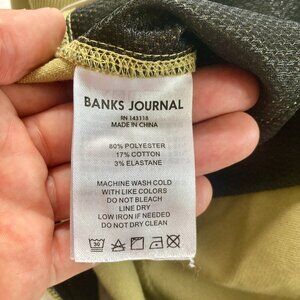 BANKS JOURNAL
RN 143118
MADE IN CHINA
80% POLYESTER
17% COTTON
3% ELASTANE
MACHINE WASH COLD
WITH LIKE COLORS
DO NOT BLEACH
LINE DRY
LOW IRON IF NEEDED
DO NOT DRY CLEAN
30